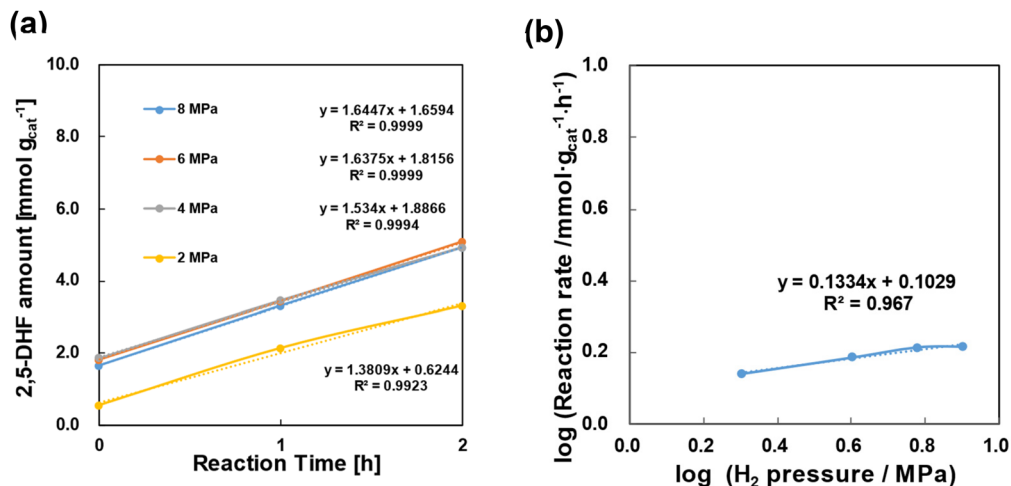 (a)
10.0
8.0
6.0
4.0
2.0
0.0
2,5-DHF amount [mmol g_cat⁻¹]
8 MPa
6 MPa
4 MPa
2 MPa
y = 1.6447x + 1.6594
R² = 0.9999
y = 1.6375x + 1.8156
R² = 0.9999
y = 1.534x + 1.8866
R² = 0.9994
y = 1.3809x + 0.6244
R² = 0.9923
0
1
2
Reaction Time [h]
(b)
1.0
0.8
0.6
0.4
0.2
0.0
log (Reaction rate /mmol·g_cat⁻¹·h⁻¹)
y = 0.1334x + 0.1029
R² = 0.967
0.0
0.2
0.4
0.6
0.8
1.0
log (H₂ pressure / MPa)